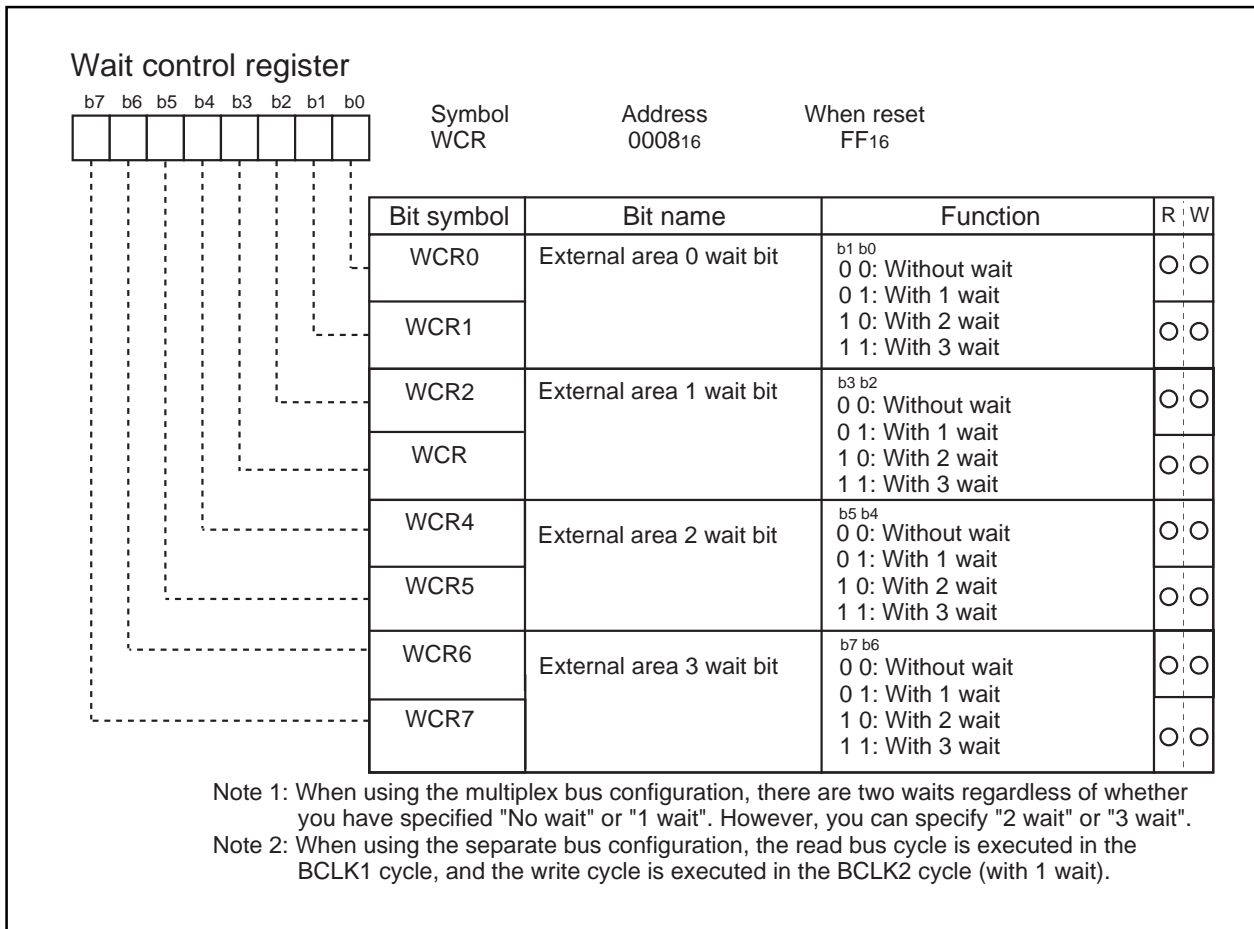 Wait control register
b7 b6 b5 b4 b3 b2 b1 b0
Symbol Address When reset
WCR 000816 FF16
Bit symbol Bit name Function R W
WCR0 External area 0 wait bit b1 b0
0 0: Without wait
0 1: With 1 wait
WCR1 1 0: With 2 wait
1 1: With 3 wait
WCR2 External area 1 wait bit b3 b2
0 0: Without wait
0 1: With 1 wait
WCR 1 0: With 2 wait
1 1: With 3 wait
WCR4 External area 2 wait bit b5 b4
0 0: Without wait
0 1: With 1 wait
WCR5 1 0: With 2 wait
1 1: With 3 wait
WCR6 External area 3 wait bit b7 b6
0 0: Without wait
0 1: With 1 wait
WCR7 1 0: With 2 wait
1 1: With 3 wait
Note 1: When using the multiplex bus configuration, there are two waits regardless of whether
you have specified "No wait" or "1 wait". However, you can specify "2 wait" or "3 wait".
Note 2: When using the separate bus configuration, the read bus cycle is executed in the
BCLK1 cycle, and the write cycle is executed in the BCLK2 cycle (with 1 wait).